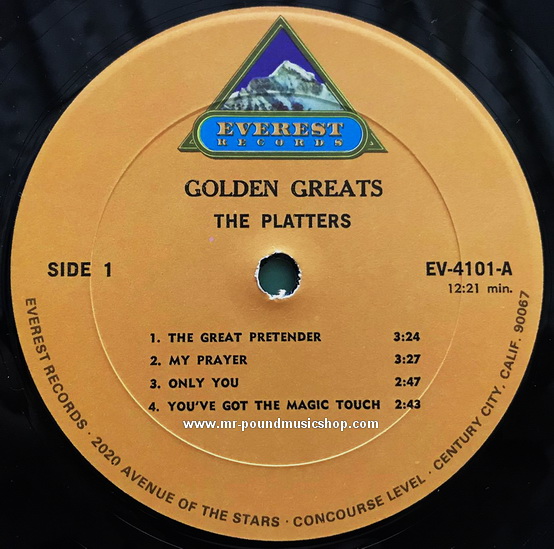 EVEREST
RECORDS
GOLDEN GREATS
THE PLATTERS
SIDE 1
EV-4101-A
12:21 min.
1. THE GREAT PRETENDER 3:24
2. MY PRAYER 3:27
3. ONLY YOU 2:47
4. YOU'VE GOT THE MAGIC TOUCH 2:43
www.mr-poundmusicshop.com
EVEREST RECORDS · 2020 AVENUE OF THE STARS · CONCOURSE LEVEL · CENTURY CITY, CALIF. 90067